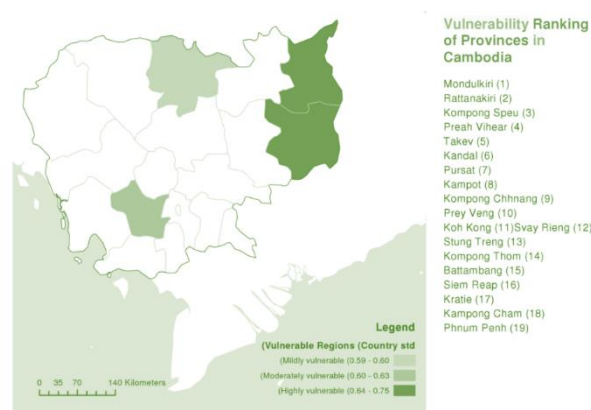 Vulnerability Ranking
of Provinces in
Cambodia
Mondulkiri (1)
Rattanakiri (2)
Kompong Speu (3)
Preah Vihear (4)
Takev (5)
Kandal (6)
Pursat (7)
Kampot (8)
Kompong Chhnang (9)
Prey Veng (10)
Koh Kong (11)Svay Rieng (12)
Stung Treng (13)
Kompong Thom (14)
Battambang (15)
Siem Reap (16)
Kratie (17)
Kampong Cham (18)
Phnum Penh (19)
Legend
(Vulnerable Regions (Country std
(Mildly vulnerable (0.59 - 0.60
(Moderately vulnerable (0.60 - 0.63
(Highly vulnerable (0.64 - 0.75
0 35 70 140 Kilometers